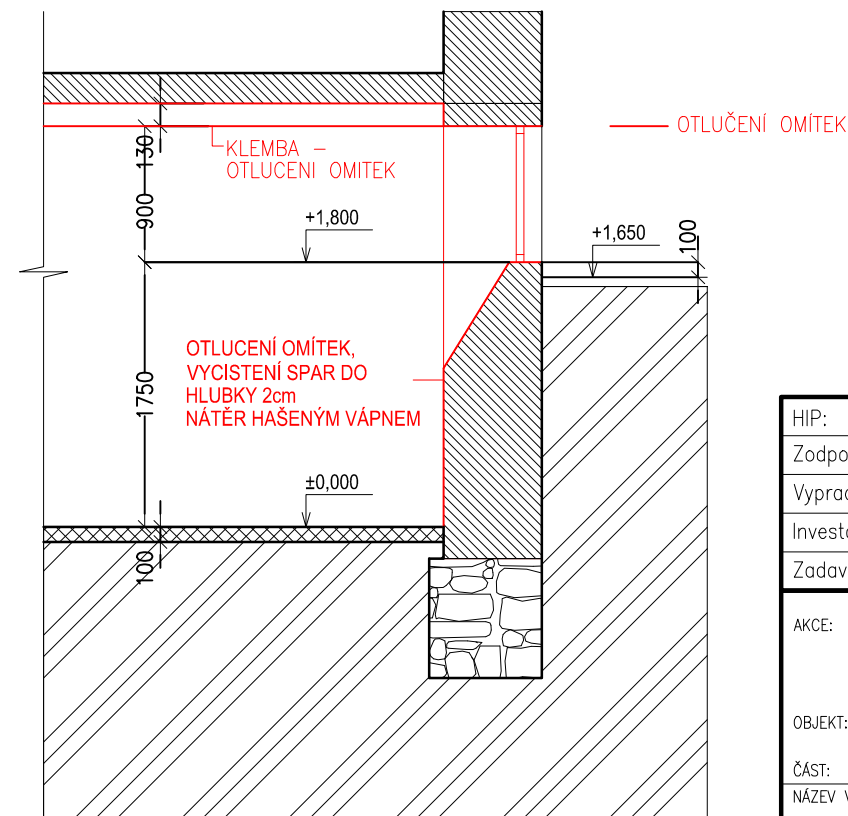 OTLUČENÍ OMÍTEK
130
KLEMBA –
OTLUCENI OMITEK
900
+1,800
+1,650
100
OTLUCENÍ OMÍTEK,
VYCISTENÍ SPAR DO
HLUBKY 2cm
NÁTĚR HAŠENÝM VÁPNEM
1750
±0,000
100
HIP:
Zodpo
Vyprac
Investo
Zadav
AKCE:
OBJEKT:
ČÁST:
NÁZEV V